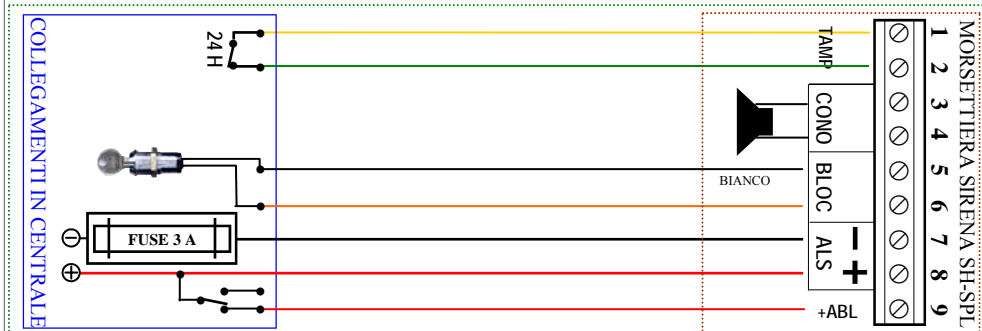 COLLEGAMENTI IN CENTRALE
24 H
FUSE 3 A
BIANCO
TAMP
CONO
BLOC
ALS
+ABL
1
2
3
4
5
6
7
8
9
MORSETTIERA SIRENA SH-SPL